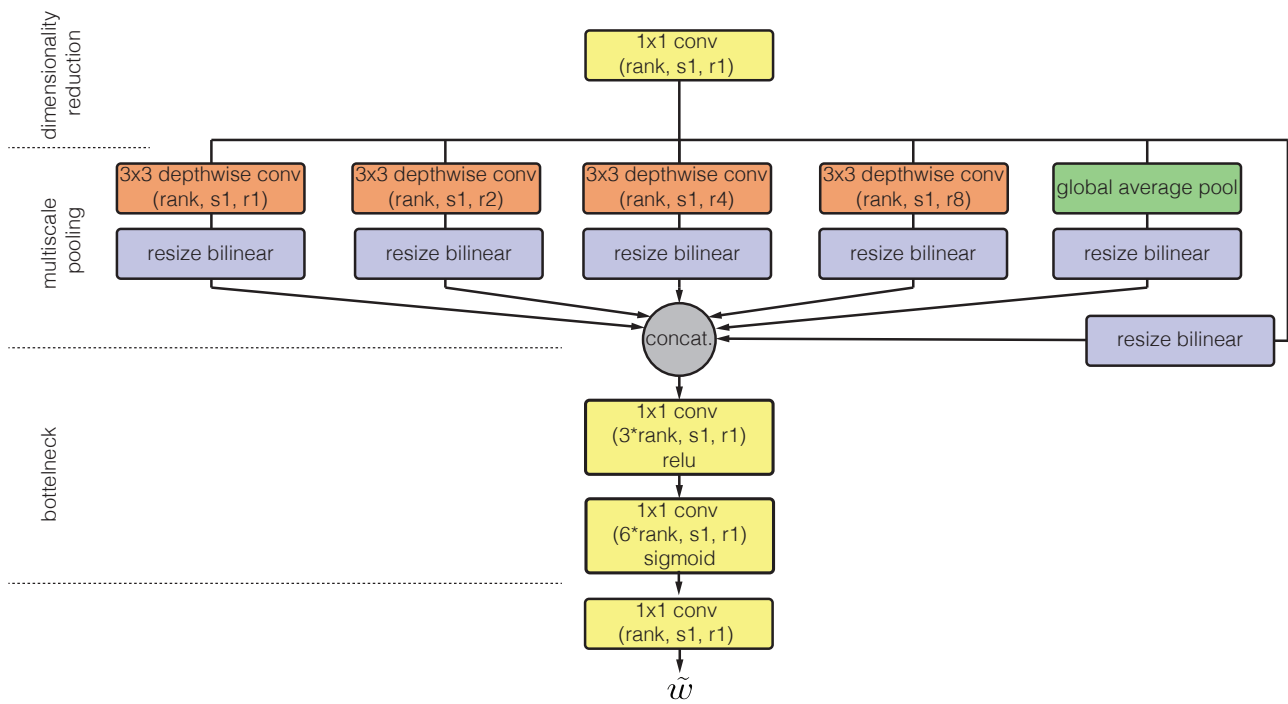 dimensionality
reduction
1x1 conv
(rank, s1, r1)
multiscale
pooling
3x3 depthwise conv
(rank, s1, r1)
3x3 depthwise conv
(rank, s1, r2)
3x3 depthwise conv
(rank, s1, r4)
3x3 depthwise conv
(rank, s1, r8)
global average pool
resize bilinear
resize bilinear
resize bilinear
resize bilinear
resize bilinear
concat.
resize bilinear
bottelneck
1x1 conv
(3*rank, s1, r1)
relu
1x1 conv
(6*rank, s1, r1)
sigmoid
1x1 conv
(rank, s1, r1)
w̃